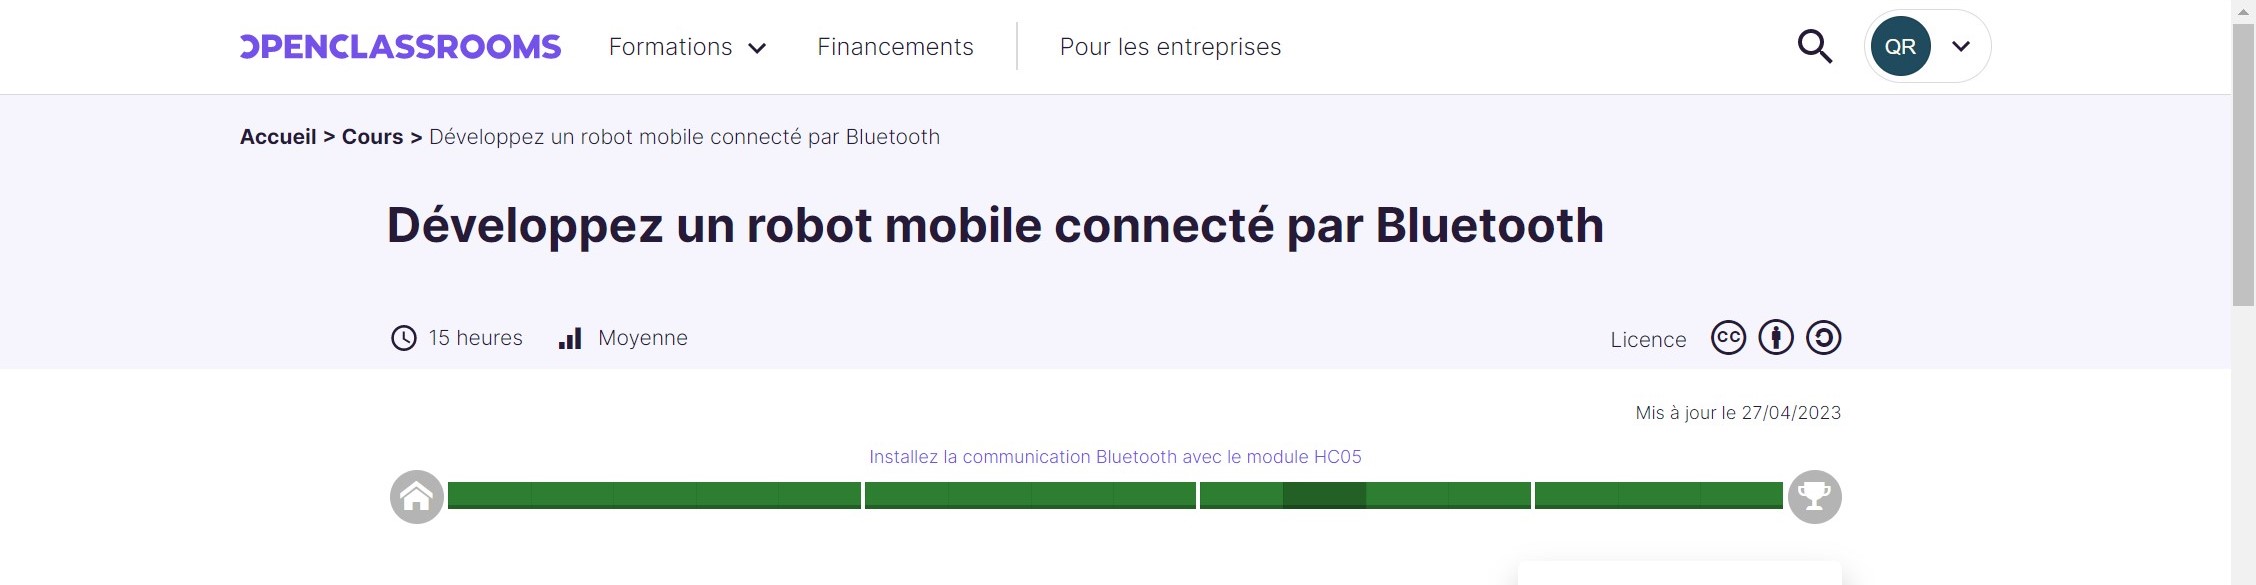 OPENCLASSROOMS Formations Financements Pour les entreprises QR
Accueil > Cours > Développez un robot mobile connecté par Bluetooth
Développez un robot mobile connecté par Bluetooth
15 heures Moyenne Licence CC
Mis à jour le 27/04/2023
Installez la communication Bluetooth avec le module HC05